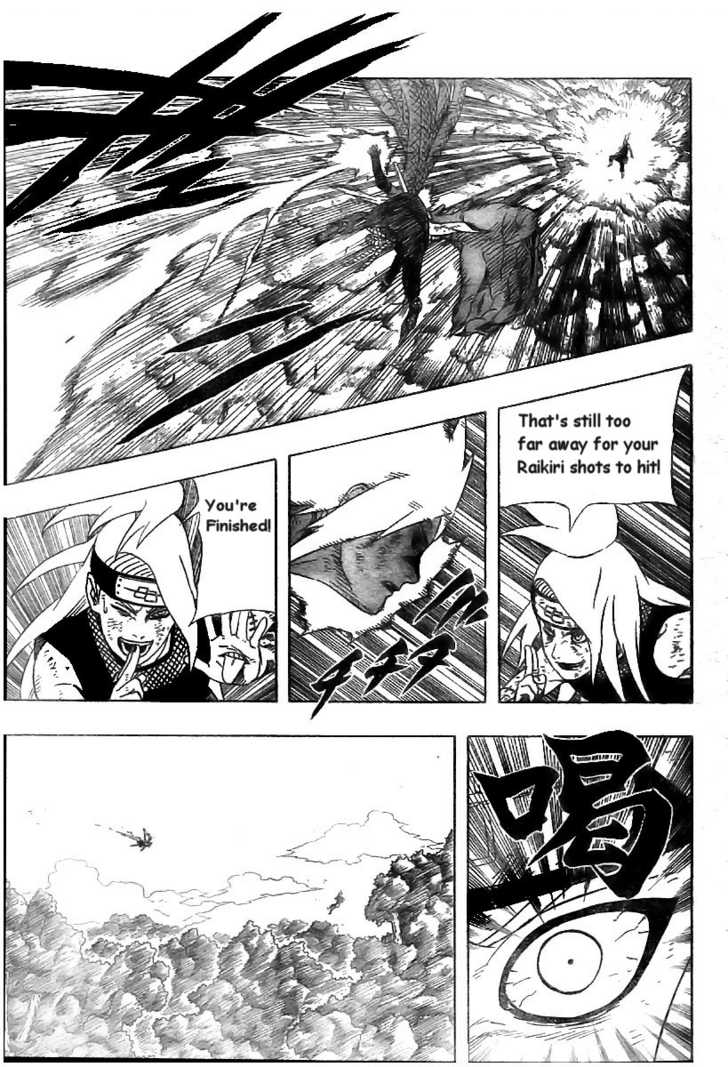 That's still too
far away for your
Raikiri shots to hit!
チチチ
You're
Finished!
喝